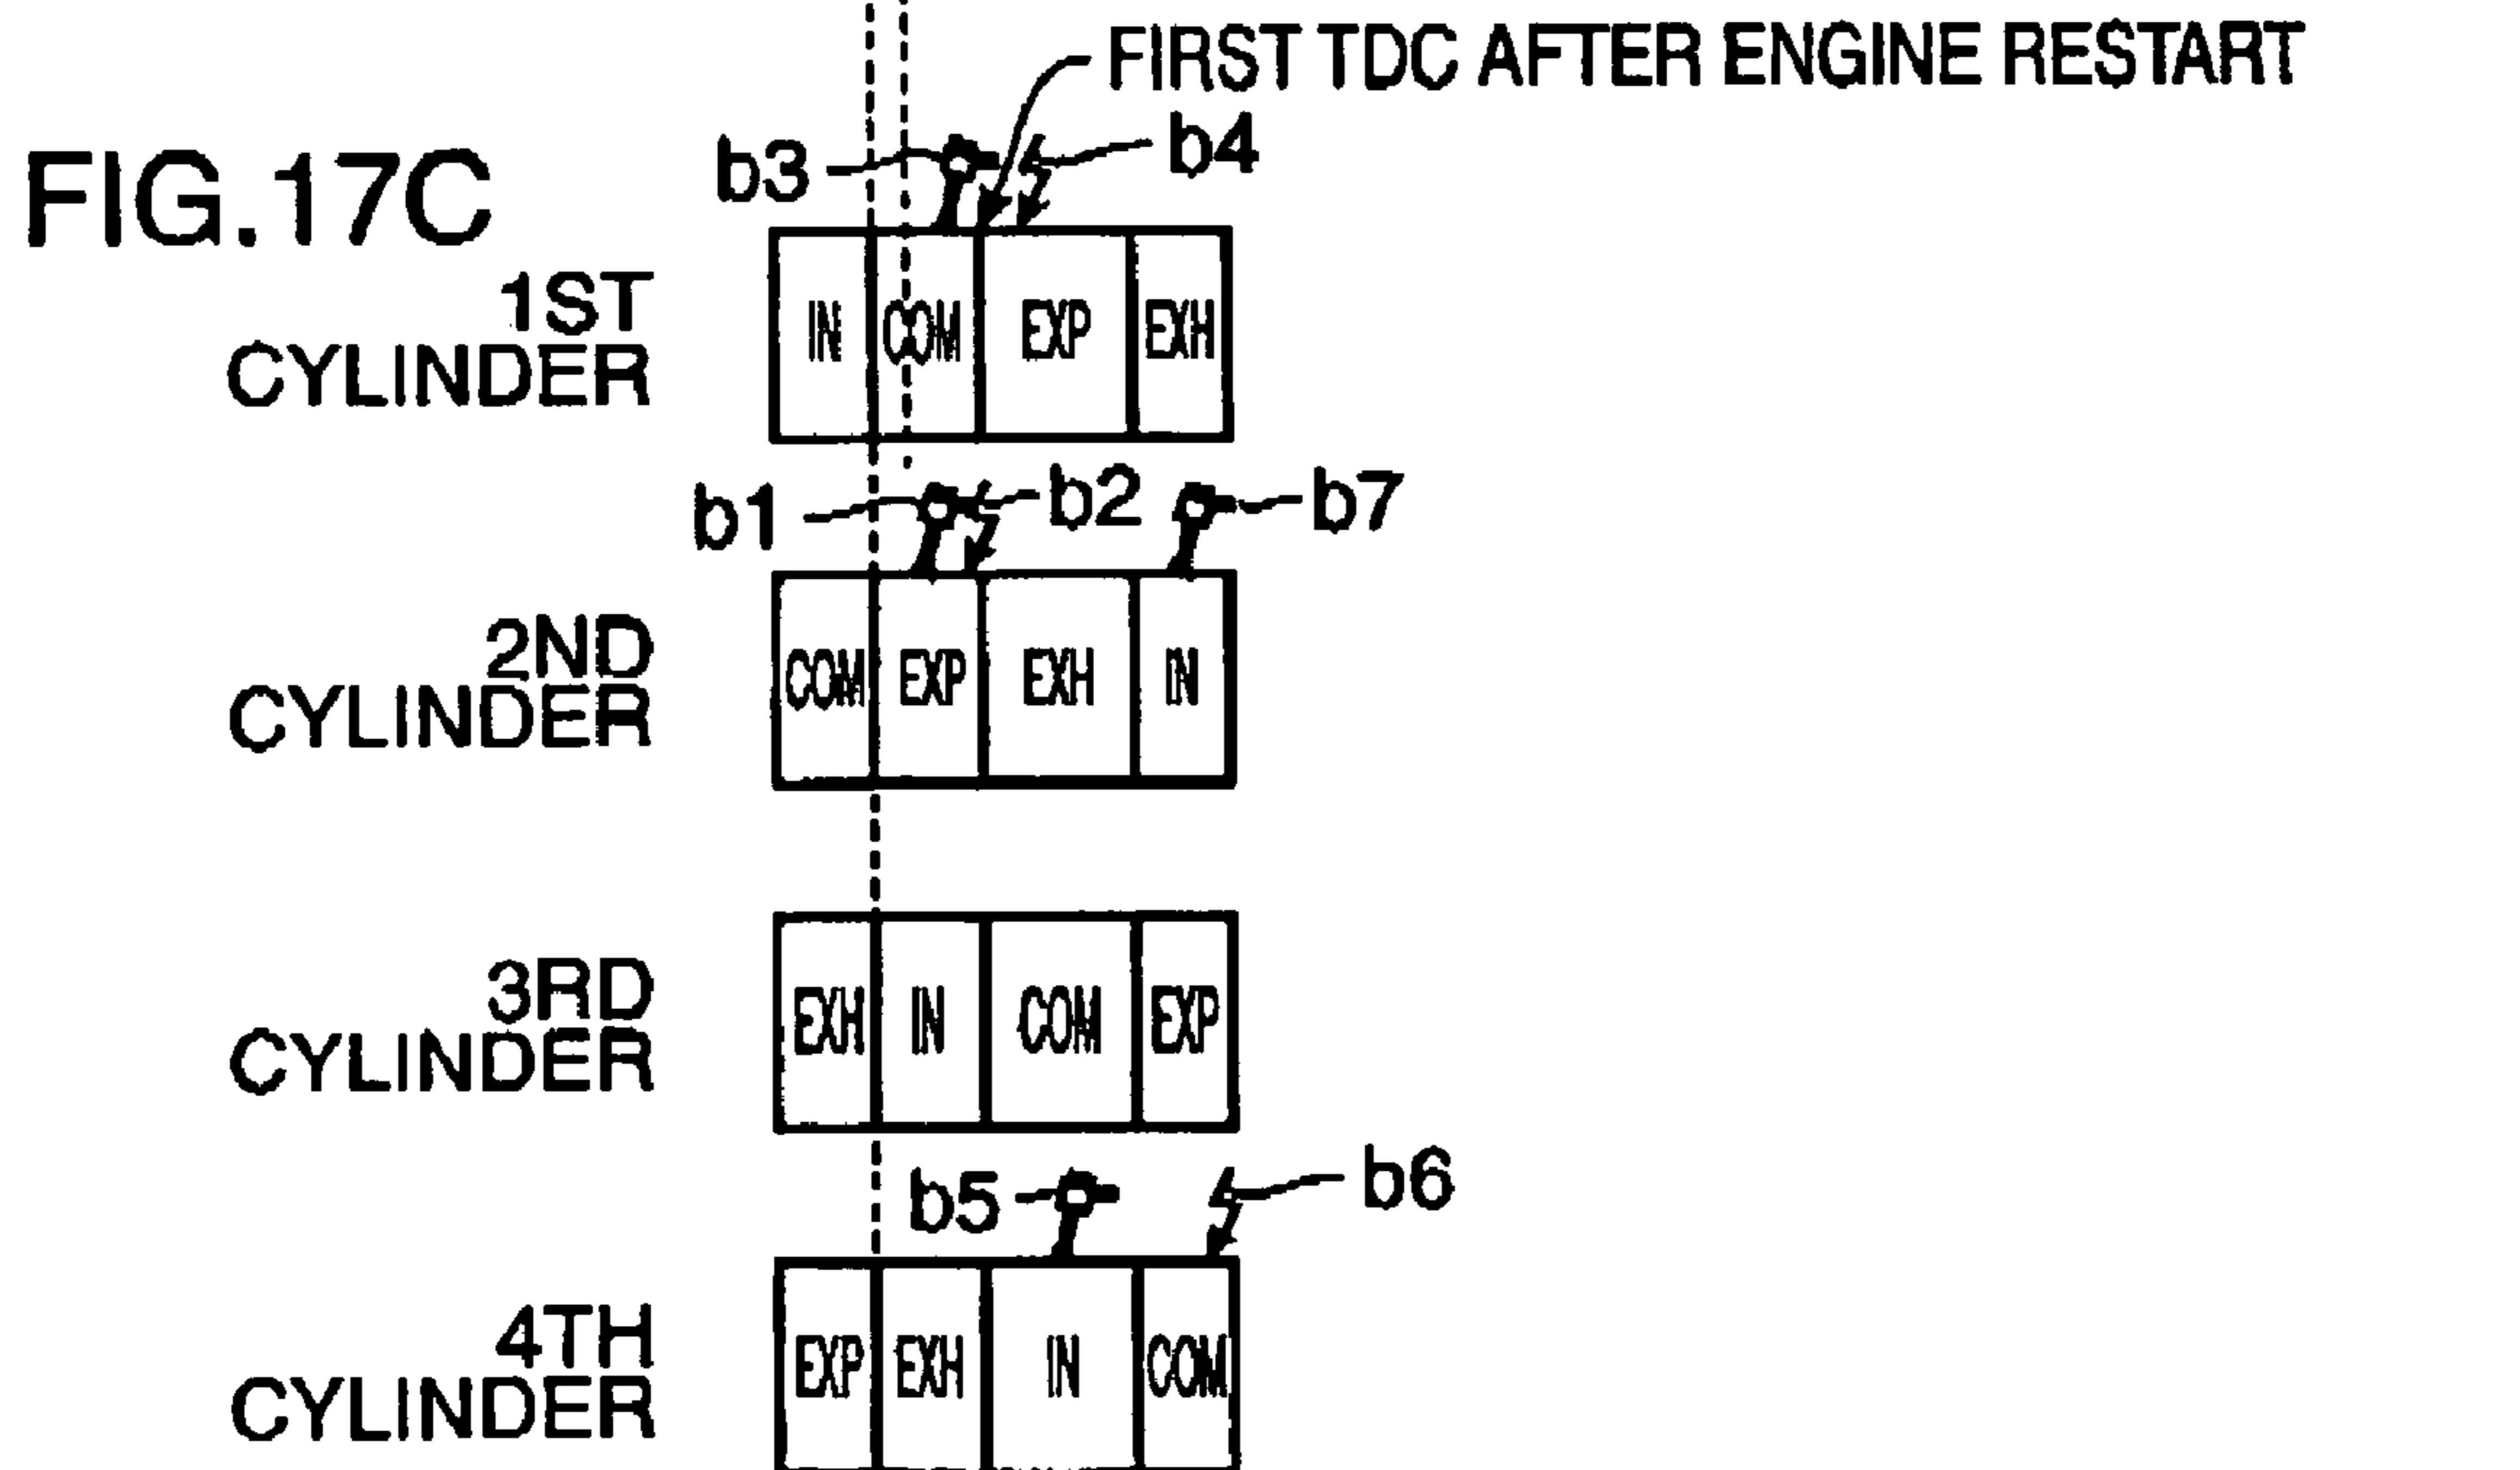 FIRST TDC AFTER ENGINE RESTART
b3 b4
FIG.17C
1ST
CYLINDER
IN COM EXP EXH
b1 b2 b7
2ND
CYLINDER
COM EXP EXH IN
3RD
CYLINDER
EXH IN COM EXP
b5 b6
4TH
CYLINDER
EXP EXH IN COM